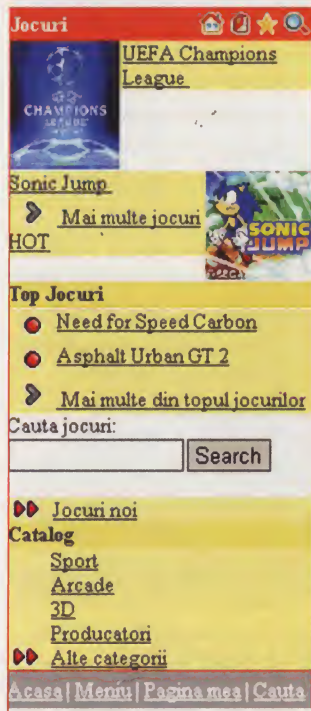 Jocuri
UEFA Champions
League
CHAMPIONS
LEAGUE
Sonic Jump
Mai multe jocuri
HOT
SONIC
JUMP
SEGA
Top Jocuri
Need for Speed Carbon
Asphalt Urban GT 2
Mai multe din topul jocurilor
Cauta jocuri:
Search
Jocuri noi
Catalog
Sport
Arcade
3D
Producatori
Alte categorii
Acasa | Meniu | Pagina mea | Cauta